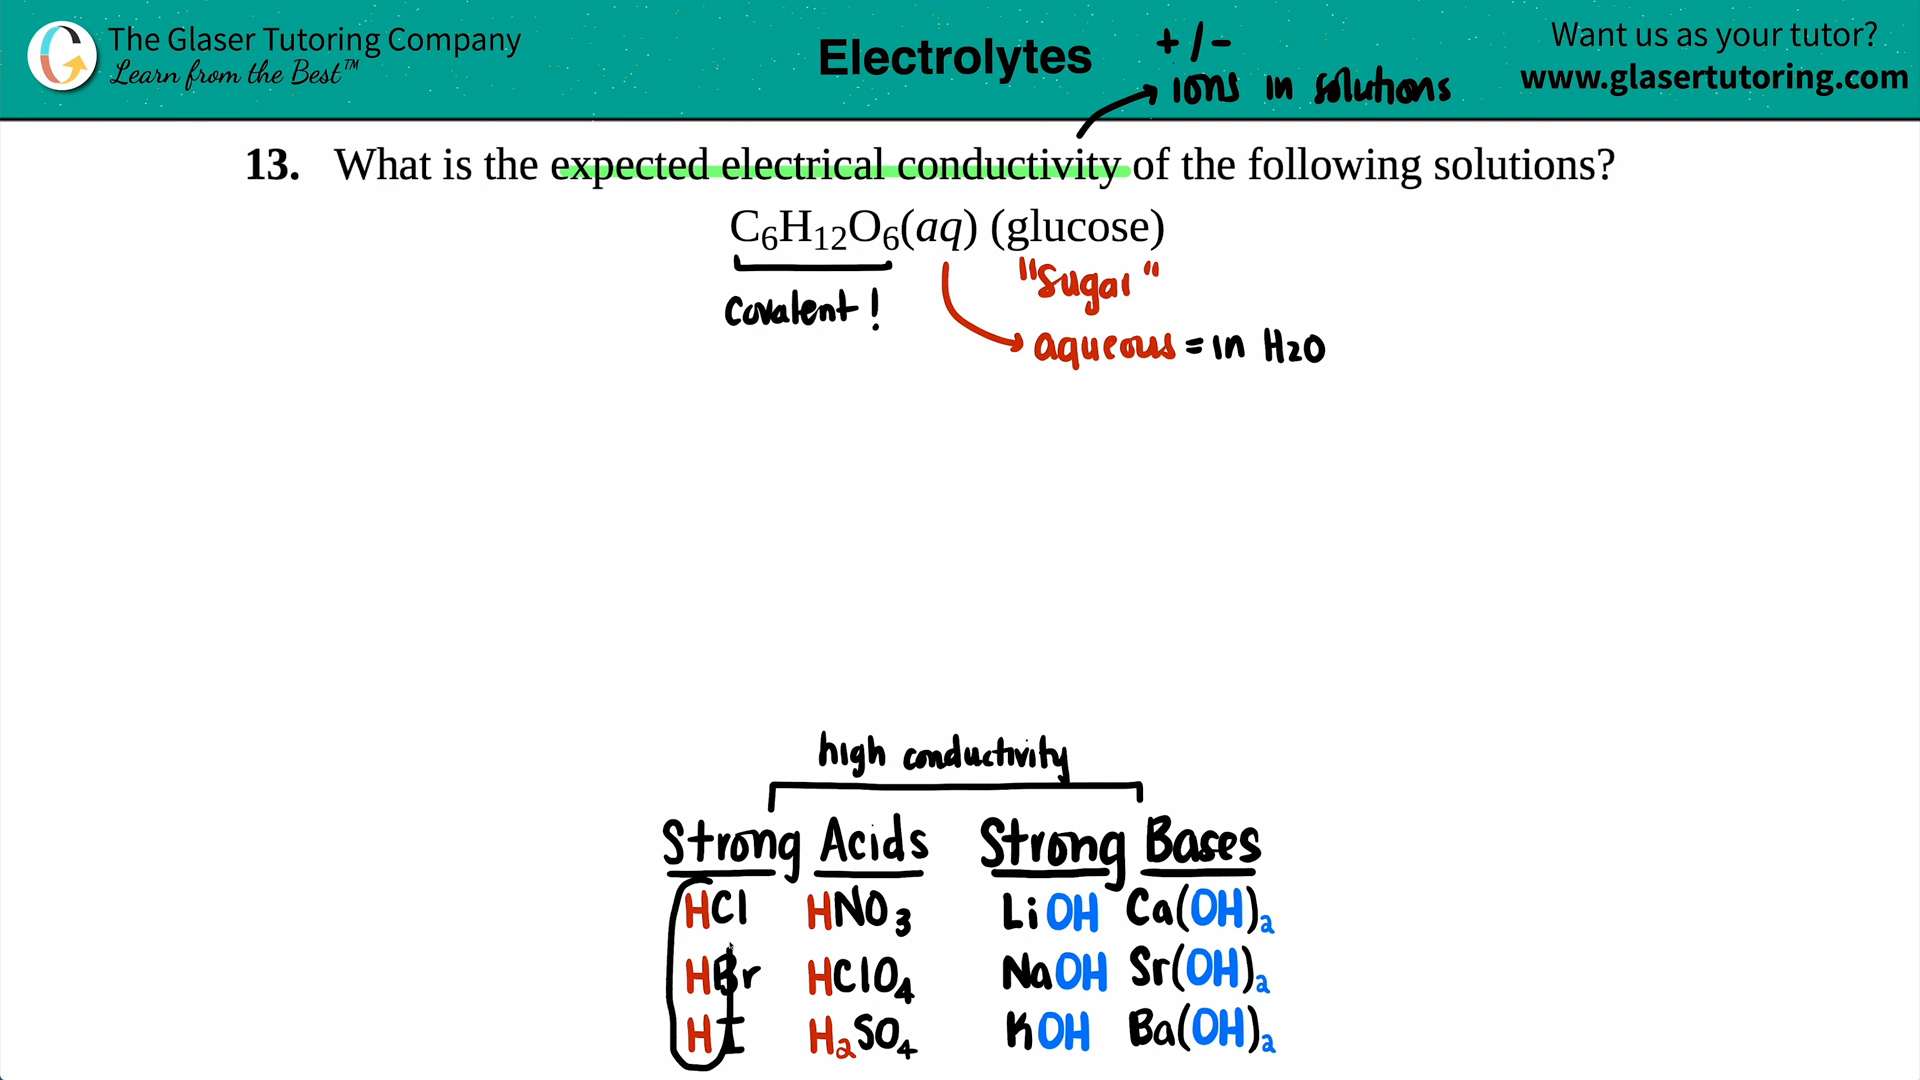 The Glaser Tutoring Company
Learn from the Best™
Electrolytes
+/-
ions in solutions
Want us as your tutor?
www.glasertutoring.com
13. What is the expected electrical conductivity of the following solutions?
C₆H₁₂O₆(aq) (glucose)
covalent!
"Sugar"
aqueous = in H₂O
high conductivity
Strong Acids Strong Bases
HCl HNO₃ LiOH Ca(OH)₂
HBr HClO₄ NaOH Sr(OH)₂
HI H₂SO₄ KOH Ba(OH)₂